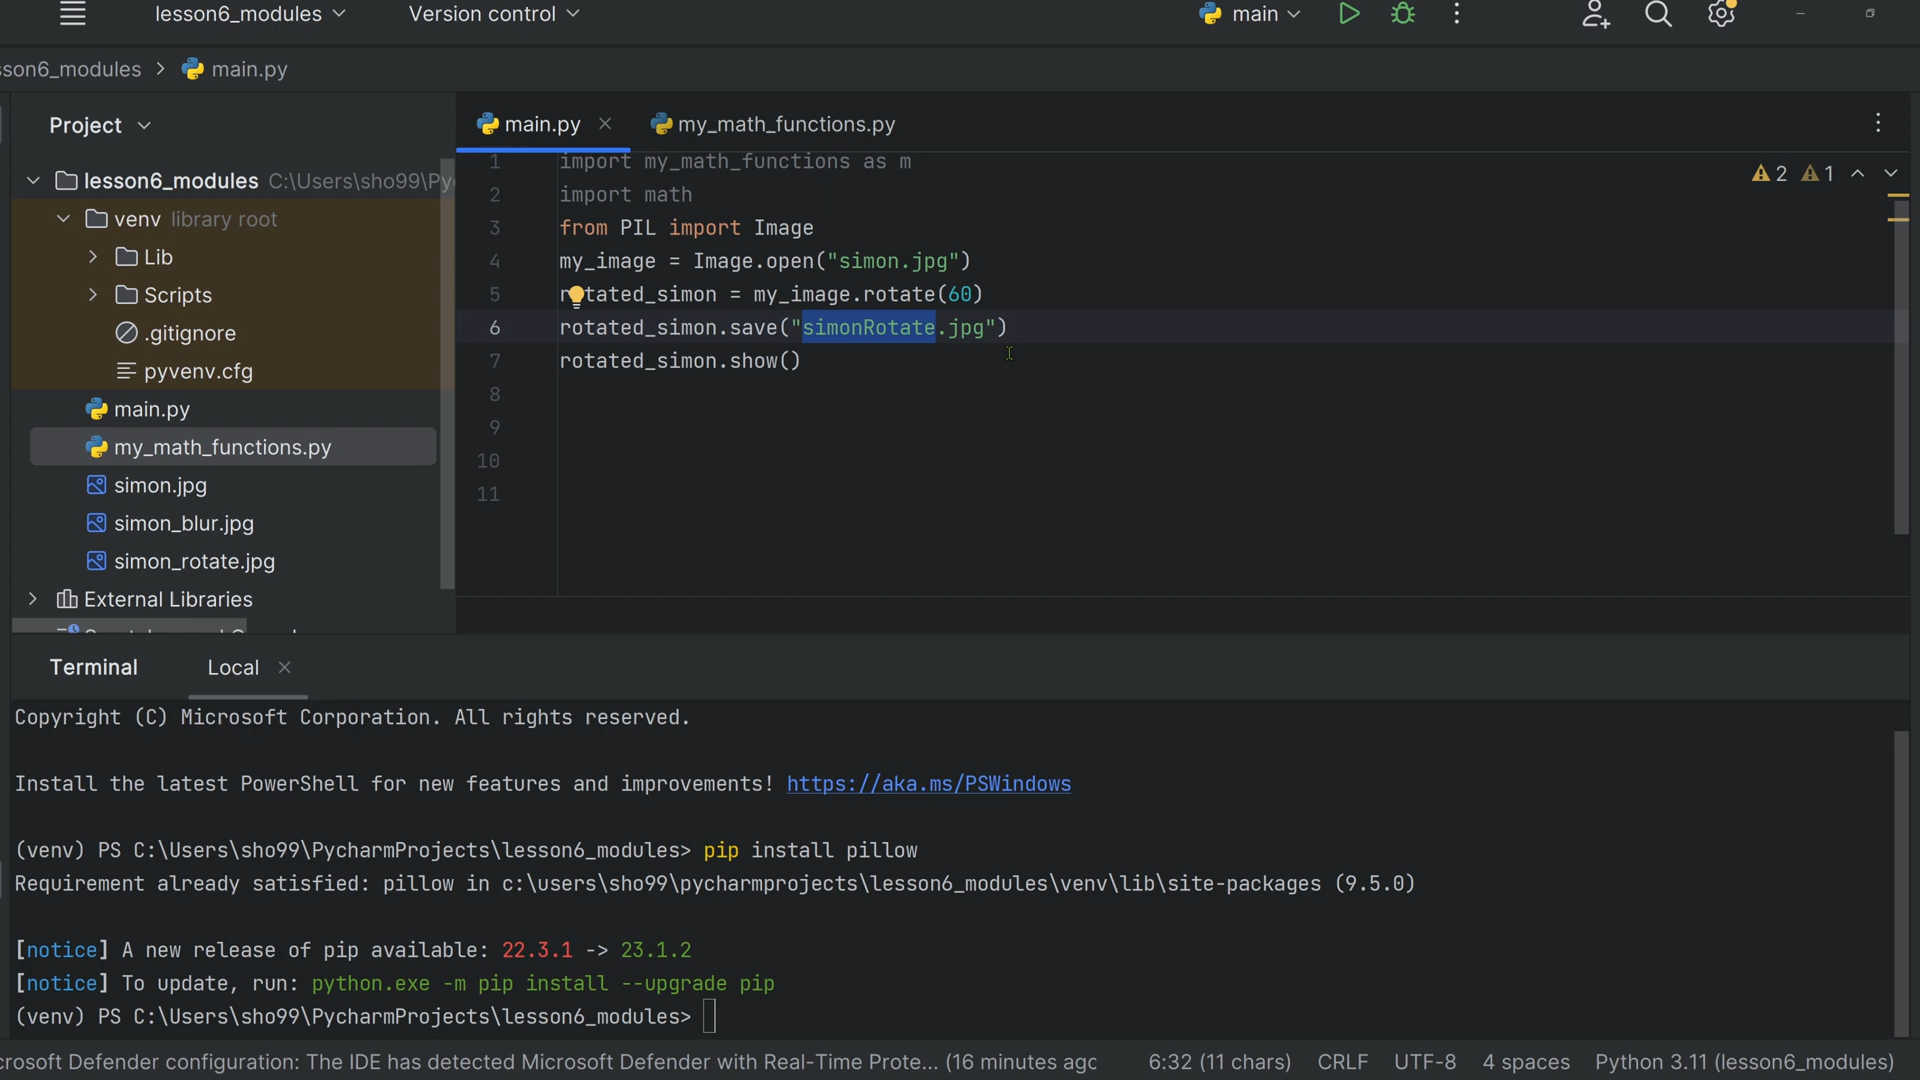 lesson6_modules
Version control
main
son6_modules > main.py
Project
main.py
my_math_functions.py
lesson6_modules C:\Users\sho99\Py
venv library root
Lib
Scripts
.gitignore
pyvenv.cfg
main.py
my_math_functions.py
simon.jpg
simon_blur.jpg
simon_rotate.jpg
External Libraries
2 1
1 import my_math_functions as m
2 import math
3 from PIL import Image
4 my_image = Image.open("simon.jpg")
5 rotated_simon = my_image.rotate(60)
6 rotated_simon.save("simonRotate.jpg")
7 rotated_simon.show()
8
9
10
11
Terminal Local
Copyright (C) Microsoft Corporation. All rights reserved.
Install the latest PowerShell for new features and improvements! https://aka.ms/PSWindows
(venv) PS C:\Users\sho99\PycharmProjects\lesson6_modules> pip install pillow
Requirement already satisfied: pillow in c:\users\sho99\pycharmprojects\lesson6_modules\venv\lib\site-packages (9.5.0)
[notice] A new release of pip available: 22.3.1 -> 23.1.2
[notice] To update, run: python.exe -m pip install --upgrade pip
(venv) PS C:\Users\sho99\PycharmProjects\lesson6_modules>
crosoft Defender configuration: The IDE has detected Microsoft Defender with Real-Time Prote... (16 minutes ago
6:32 (11 chars) CRLF UTF-8 4 spaces Python 3.11 (lesson6_modules)